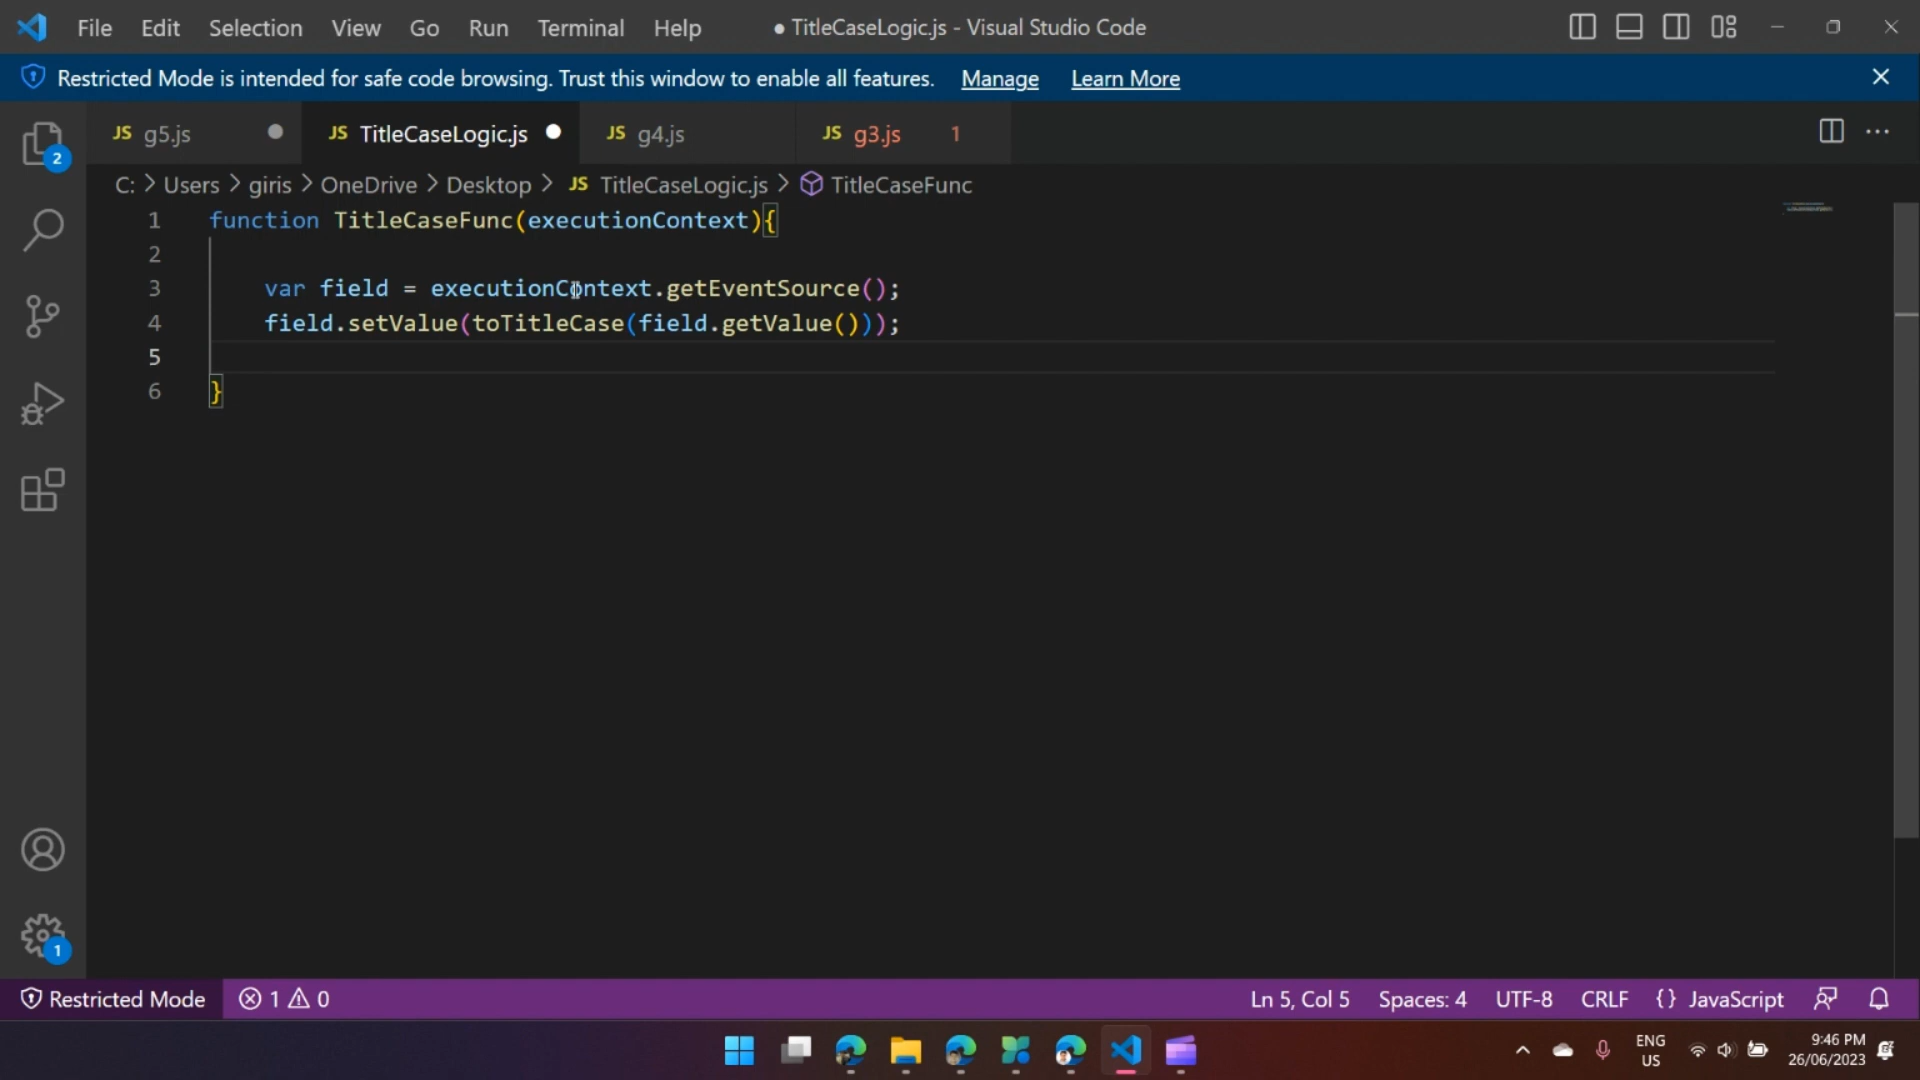 File Edit Selection View Go Run Terminal Help ● TitleCaseLogic.js - Visual Studio Code
Restricted Mode is intended for safe code browsing. Trust this window to enable all features. Manage Learn More
JS g5.js JS TitleCaseLogic.js JS g4.js JS g3.js 1
2
C: > Users > giris > OneDrive > Desktop > JS TitleCaseLogic.js > TitleCaseFunc
1 function TitleCaseFunc(executionContext){
2
3 var field = executionContext.getEventSource();
4 field.setValue(toTitleCase(field.getValue()));
5
6 }
1
Restricted Mode 1 0 Ln 5, Col 5 Spaces: 4 UTF-8 CRLF {} JavaScript
ENG US 9:46 PM
26/06/2023